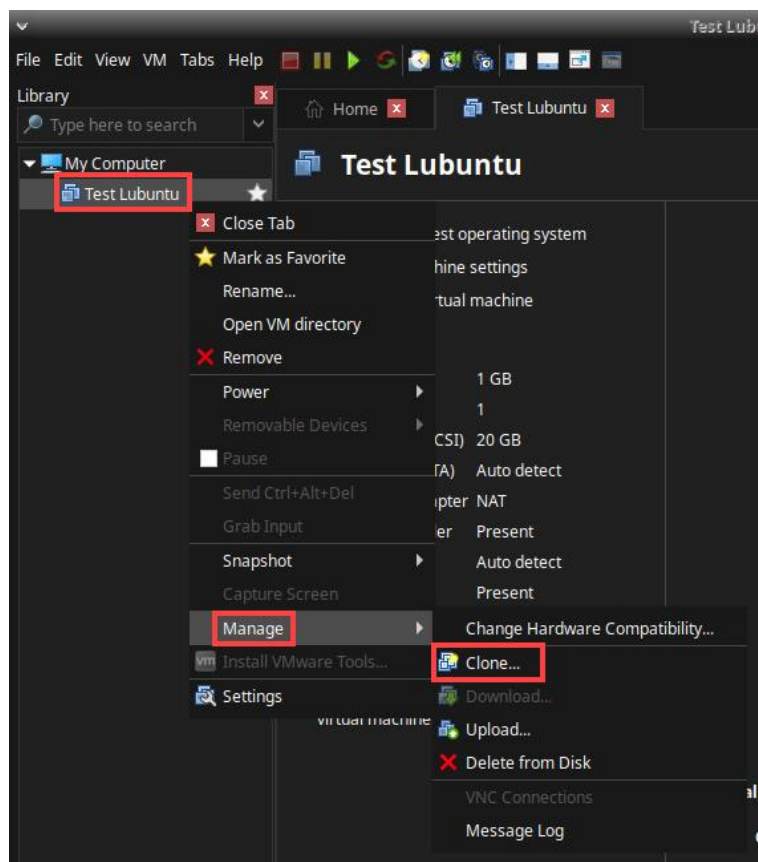 Test Lubu
File Edit View VM Tabs Help
Library
Home
Test Lubuntu
Type here to search
My Computer
Test Lubuntu
Test Lubuntu
Close Tab
Mark as Favorite
Rename...
Open VM directory
Remove
Power
Removable Devices
Pause
Send Ctrl+Alt+Del
Grab Input
Snapshot
Capture Screen
Manage
vm Install VMware Tools...
Settings
est operating system
hine settings
rtual machine
1 GB
1
CSI) 20 GB
TA) Auto detect
apter NAT
er Present
Auto detect
Present
virtual machine
Change Hardware Compatibility...
Clone...
Download...
Upload...
Delete from Disk
VNC Connections
Message Log